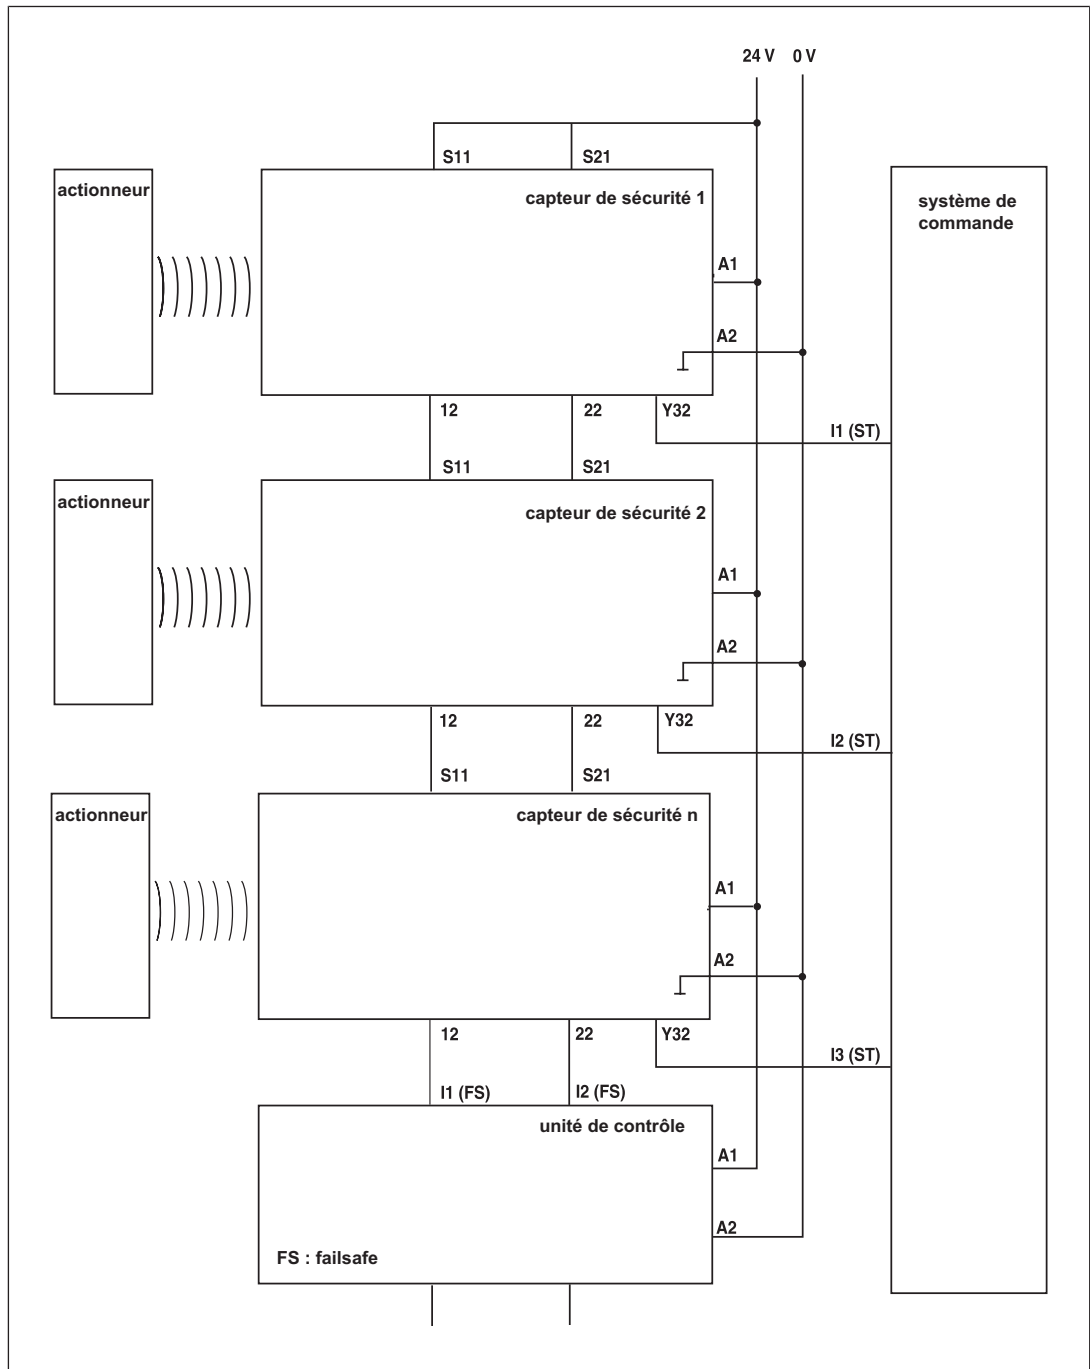 24 V 0 V
S11 S21
actionneur
capteur de sécurité 1
système de
commande
A1
A2
12 22 Y32
I1 (ST)
S11 S21
actionneur
capteur de sécurité 2
A1
A2
12 22 Y32
I2 (ST)
S11 S21
actionneur
capteur de sécurité n
A1
A2
12 22 Y32
I3 (ST)
I1 (FS) I2 (FS)
unité de contrôle
A1
A2
FS : failsafe